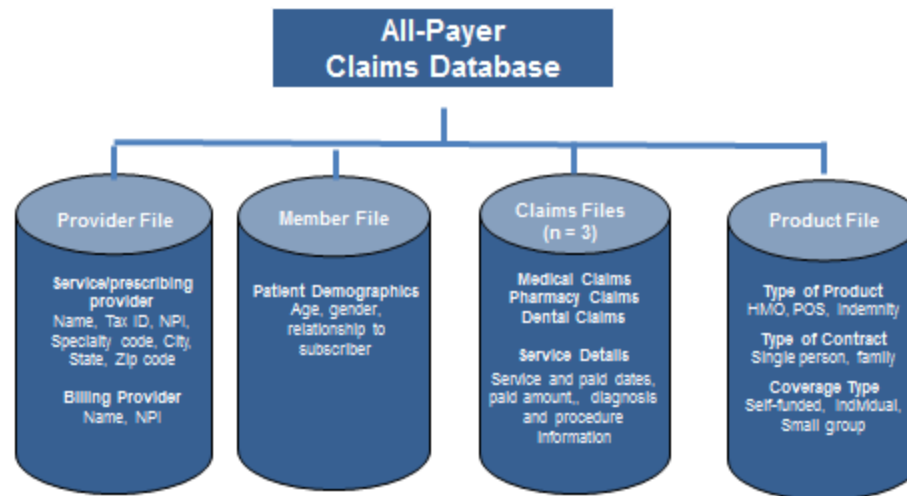 All-Payer
Claims Database
Provider File
Service/prescribing
provider
Name, Tax ID, NPI,
Specialty code, City,
State, Zip code
Billing Provider
Name, NPI
Member File
Patient Demographics
Age, gender,
relationship to
subscriber
Claims Files
(n = 3)
Medical Claims
Pharmacy Claims
Dental Claims
Service Details
Service and paid dates,
paid amount,, diagnosis
and procedure
information
Product File
Type of Product
HMO, POS, Indemnity
Type of Contract
Single person, family
Coverage Type
Self-funded, Individual,
Small group